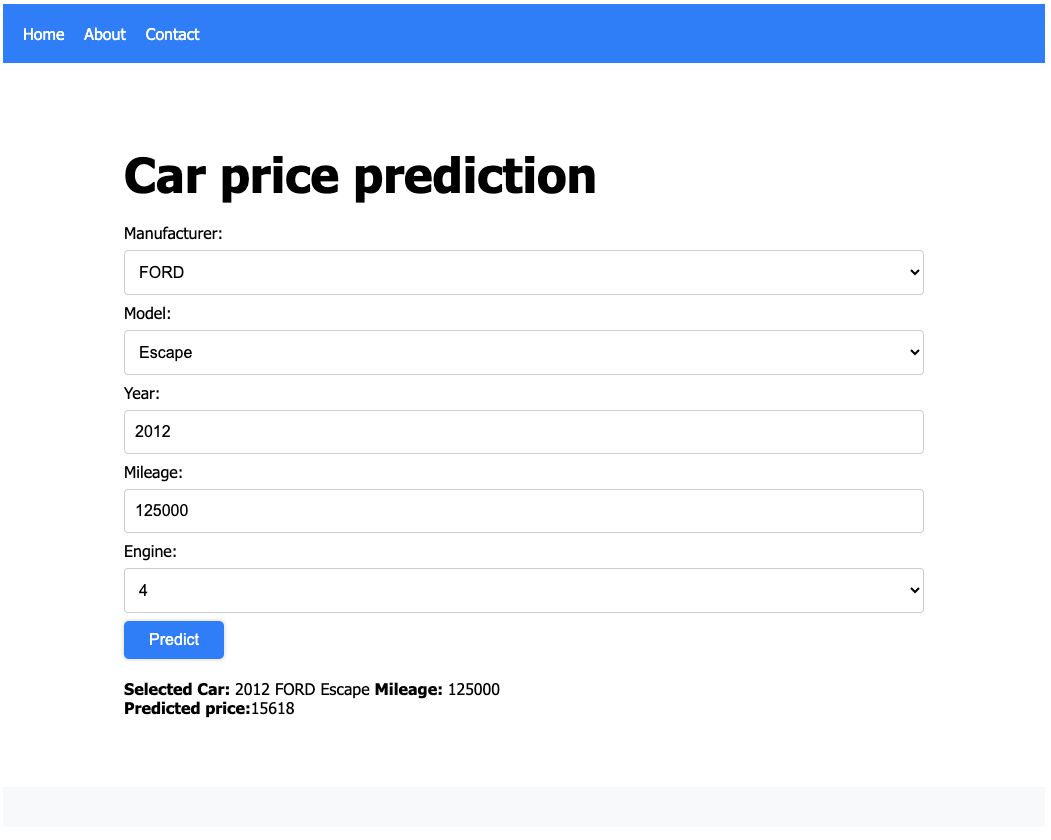 Home About Contact
Car price prediction
Manufacturer:
FORD
Model:
Escape
Year:
2012
Mileage:
125000
Engine:
4
Predict
Selected Car: 2012 FORD Escape Mileage: 125000
Predicted price:15618